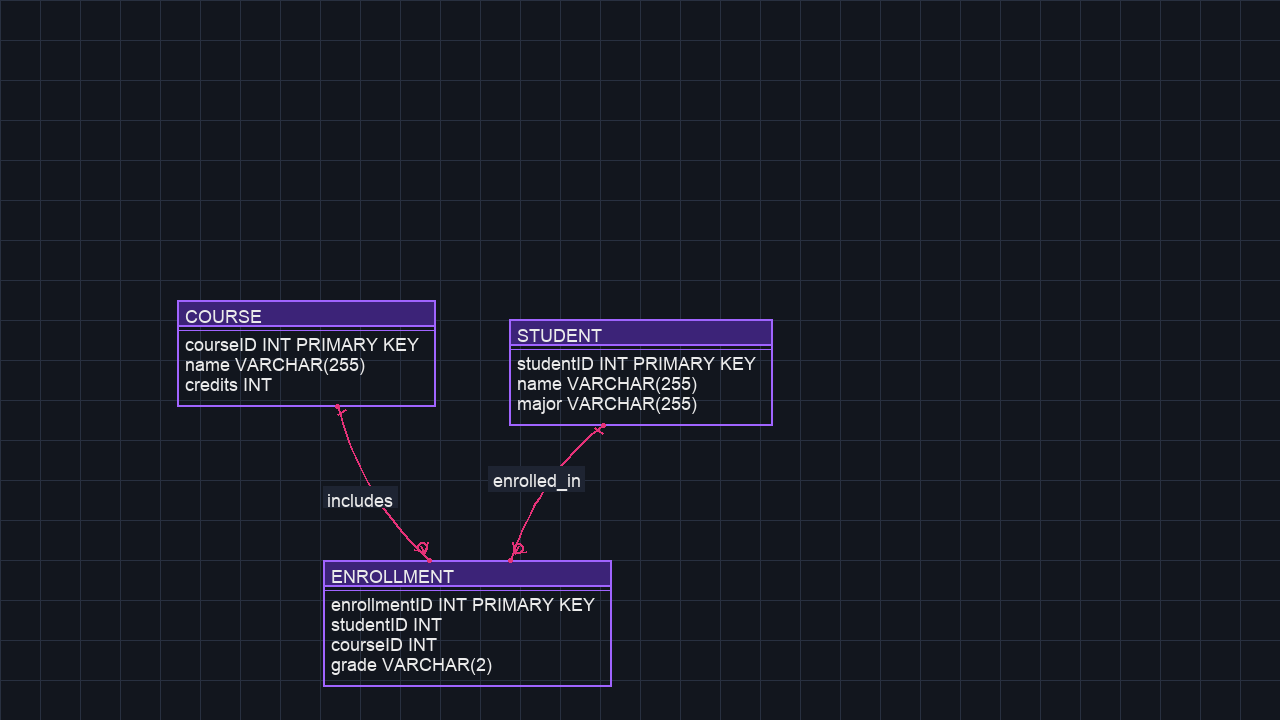 COURSE
courseID INT PRIMARY KEY
name VARCHAR(255)
credits INT
STUDENT
studentID INT PRIMARY KEY
name VARCHAR(255)
major VARCHAR(255)
enrolled_in
includes
ENROLLMENT
enrollmentID INT PRIMARY KEY
studentID INT
courseID INT
grade VARCHAR(2)